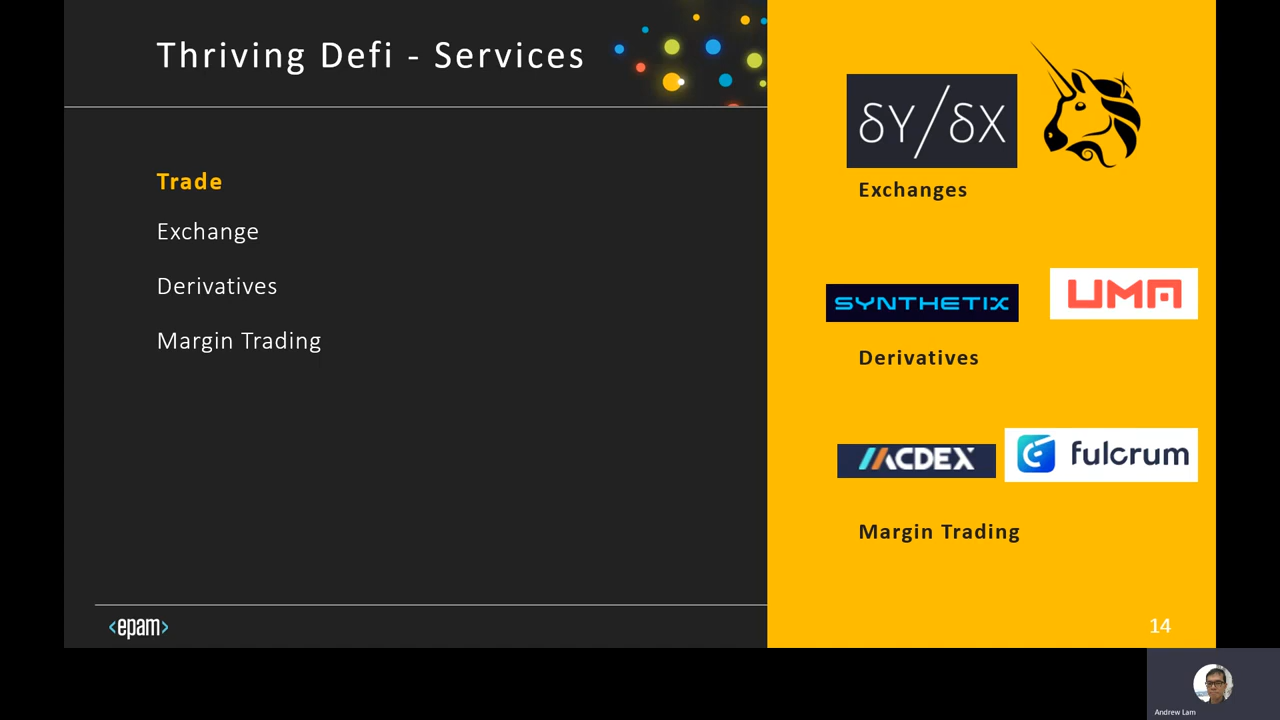 Thriving Defi - Services
Trade
Exchange
Derivatives
Margin Trading
δY/δX
Exchanges
SYNTHETIX
UMA
Derivatives
MCDEX
fulcrum
Margin Trading
<epam>
14
Andrew Lam